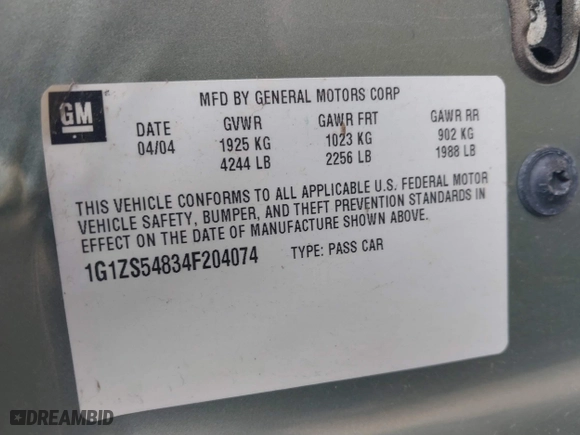 GM
MFD BY GENERAL MOTORS CORP
DATE GVWR GAWR FRT GAWR RR
04/04 1925 KG 1023 KG 902 KG
4244 LB 2256 LB 1988 LB
THIS VEHICLE CONFORMS TO ALL APPLICABLE U.S. FEDERAL MOTOR
VEHICLE SAFETY, BUMPER, AND THEFT PREVENTION STANDARDS IN
EFFECT ON THE DATE OF MANUFACTURE SHOWN ABOVE.
1G1ZS54834F204074 TYPE: PASS CAR
DREAMBID